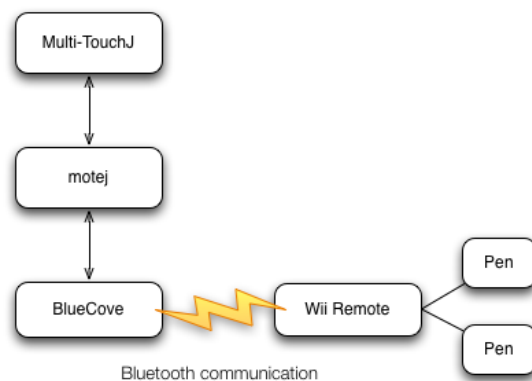 Multi-TouchJ
motej
BlueCove
Wii Remote
Pen
Pen
Bluetooth communication